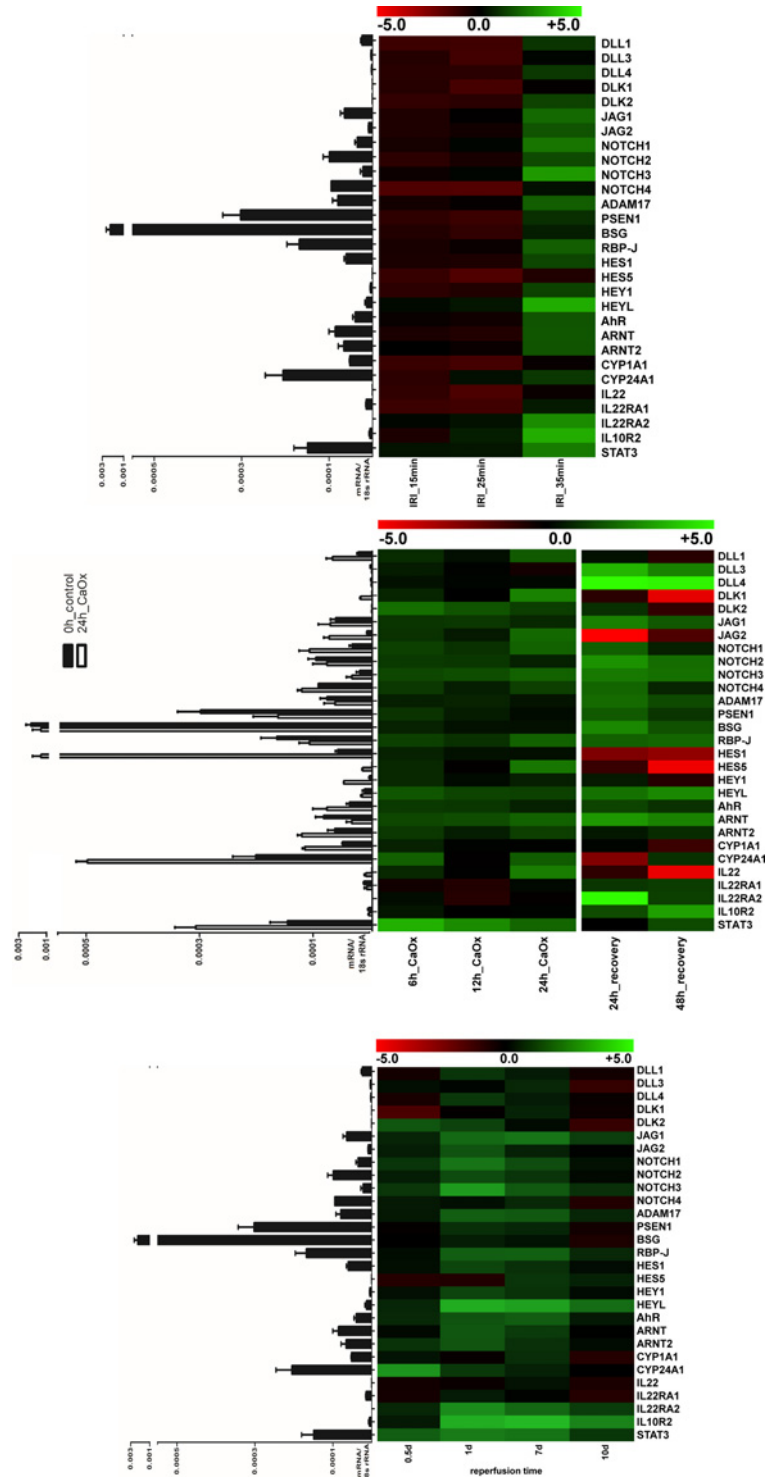 -5.0 0.0 +5.0
DLL1
DLL3
DLL4
DLK1
DLK2
JAG1
JAG2
NOTCH1
NOTCH2
NOTCH3
NOTCH4
ADAM17
PSEN1
BSG
RBP-J
HES1
HES5
HEY1
HEYL
AhR
ARNT
ARNT2
CYP1A1
CYP24A1
IL22
IL22RA1
IL22RA2
IL10R2
STAT3
0.003
0.001
0.0005
0.0003
0.0001
mRNA/
18s rRNA
IRI_15min
IRI_25min
IRI_35min
-5.0 0.0 +5.0
0h_control
24h_CaOx
DLL1
DLL3
DLL4
DLK1
DLK2
JAG1
JAG2
NOTCH1
NOTCH2
NOTCH3
NOTCH4
ADAM17
PSEN1
BSG
RBP-J
HES1
HES5
HEY1
HEYL
AhR
ARNT
ARNT2
CYP1A1
CYP24A1
IL22
IL22RA1
IL22RA2
IL10R2
STAT3
0.003
0.001
0.0005
0.0003
0.0001
mRNA/
18s rRNA
6h_CaOx
12h_CaOx
24h_CaOx
24h_recovery
48h_recovery
-5.0 0.0 +5.0
DLL1
DLL3
DLL4
DLK1
DLK2
JAG1
JAG2
NOTCH1
NOTCH2
NOTCH3
NOTCH4
ADAM17
PSEN1
BSG
RBP-J
HES1
HES5
HEY1
HEYL
AhR
ARNT
ARNT2
CYP1A1
CYP24A1
IL22
IL22RA1
IL22RA2
IL10R2
STAT3
0.003
0.001
0.0005
0.0003
0.0001
mRNA/
18s rRNA
0.5d 1d 7d 10d
reperfusion time